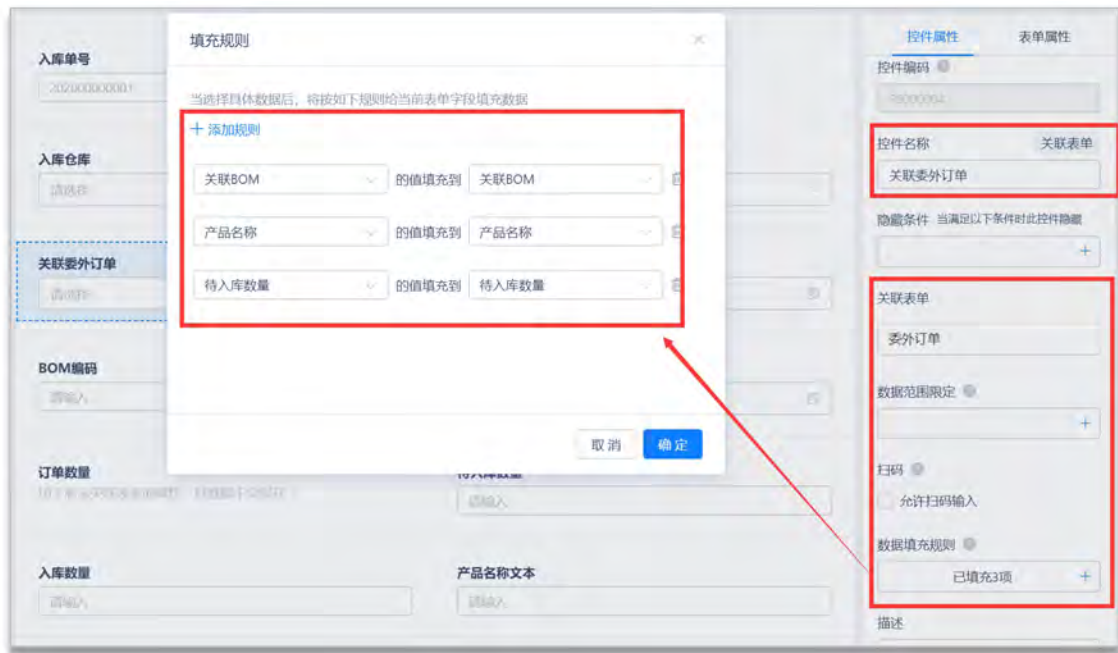 填充规则
当选择具体数据后，将按如下规则给当前表单字段填充数据
+ 添加规则
关联BOM 的值填充到 关联BOM
产品名称 的值填充到 产品名称
待入库数量 的值填充到 待入库数量
取消 确定
入库单号
202000000001
入库仓库
请选择
关联委外订单
请选择
BOM编码
请输入
订单数量
待入库数量
请输入
入库数量
请输入
产品名称文本
请输入
控件属性 表单属性
控件编码
控件名称 关联表单
关联委外订单
隐藏条件 当满足以下条件时此控件隐藏
+
关联表单
委外订单
数据范围限定
+
扫码
允许扫码输入
数据填充规则
已填充3项 +
描述